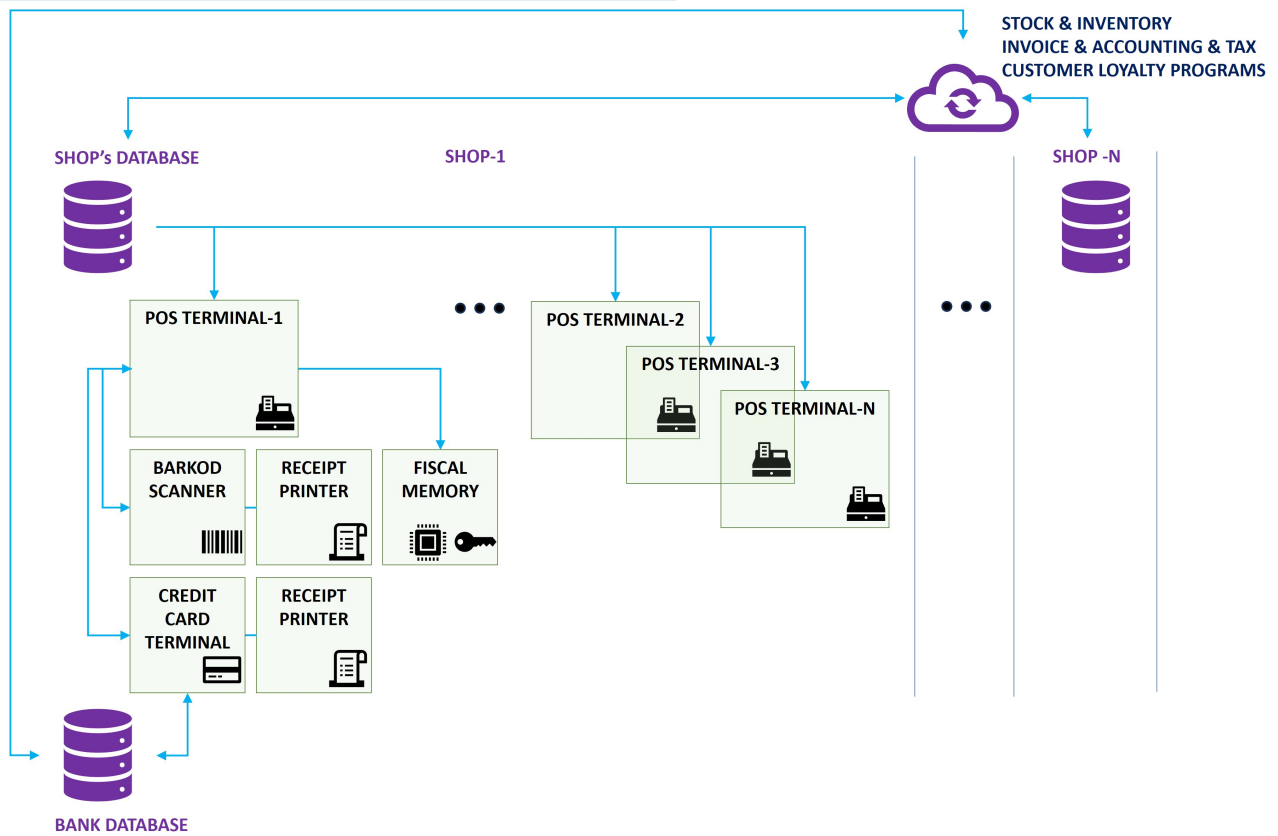 STOCK & INVENTORY
INVOICE & ACCOUNTING & TAX
CUSTOMER LOYALTY PROGRAMS
SHOP's DATABASE
SHOP-1
SHOP -N
POS TERMINAL-1
POS TERMINAL-2
POS TERMINAL-3
POS TERMINAL-N
BARKOD
SCANNER
RECEIPT
PRINTER
FISCAL
MEMORY
CREDIT
CARD
TERMINAL
RECEIPT
PRINTER
BANK DATABASE